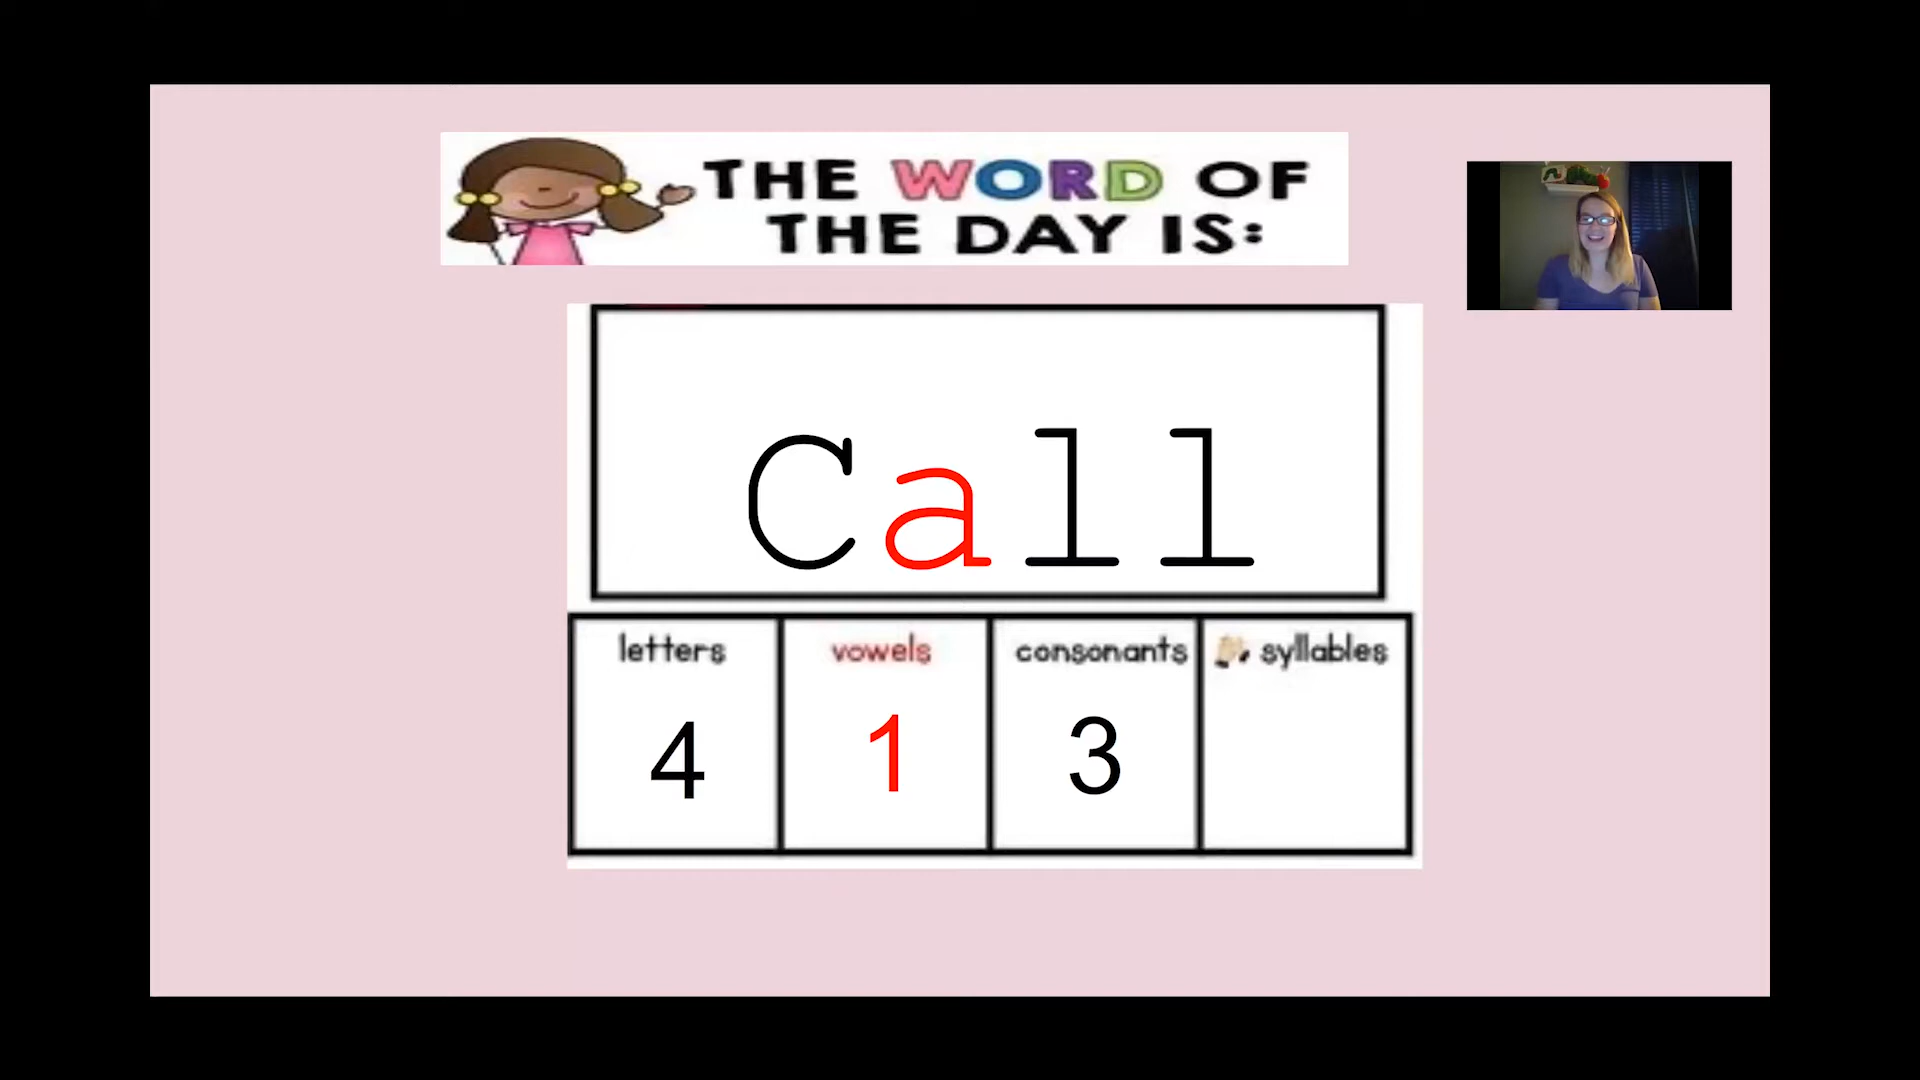 THE WORD OF
THE DAY IS:
Call
letters vowels consonants syllables
4 1 3